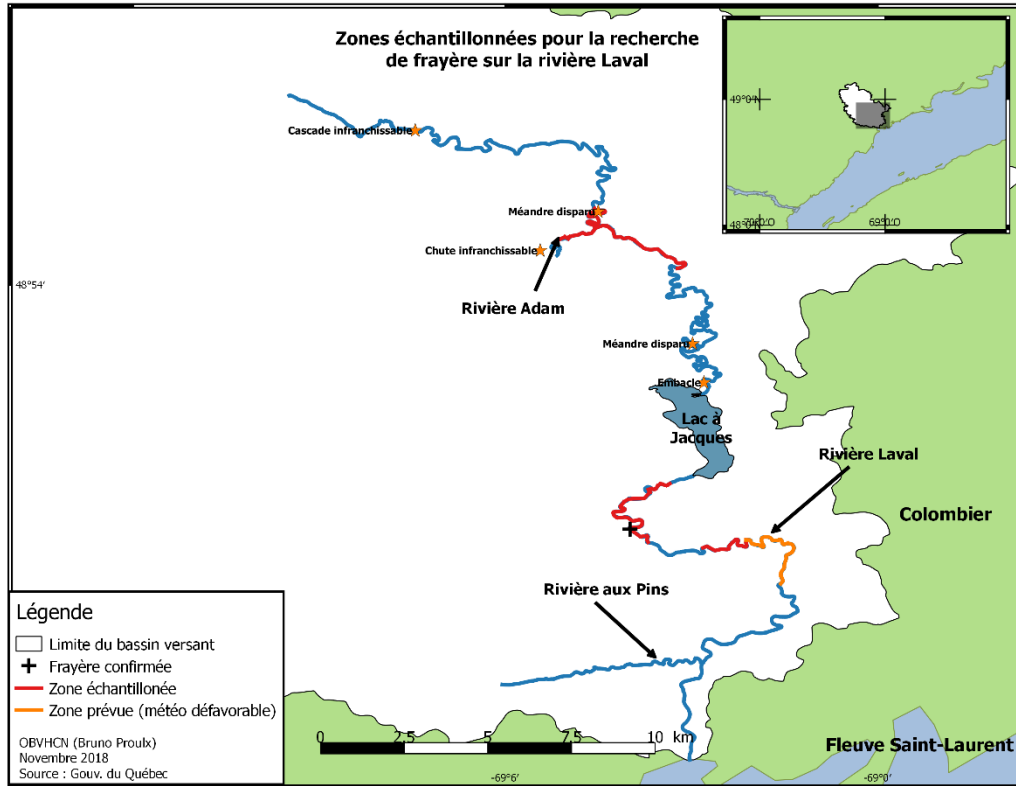 Zones échantillonnées pour la recherche
de frayère sur la rivière Laval
49°0'
48°0'
69°0'
Cascade infranchissable
Méandre disparu
Chute infranchissable
48°54'
Rivière Adam
Méandre disparu
Embacle
Lac à
Jacques
Rivière Laval
Colombier
Rivière aux Pins
Légende
Limite du bassin versant
Frayère confirmée
Zone échantillonée
Zone prévue (météo défavorable)
OBVHCN (Bruno Proulx)
Novembre 2018
Source : Gouv. du Québec
0 2.5 5 7.5 10 km
Fleuve Saint-Laurent
-69°6'
-69°0'